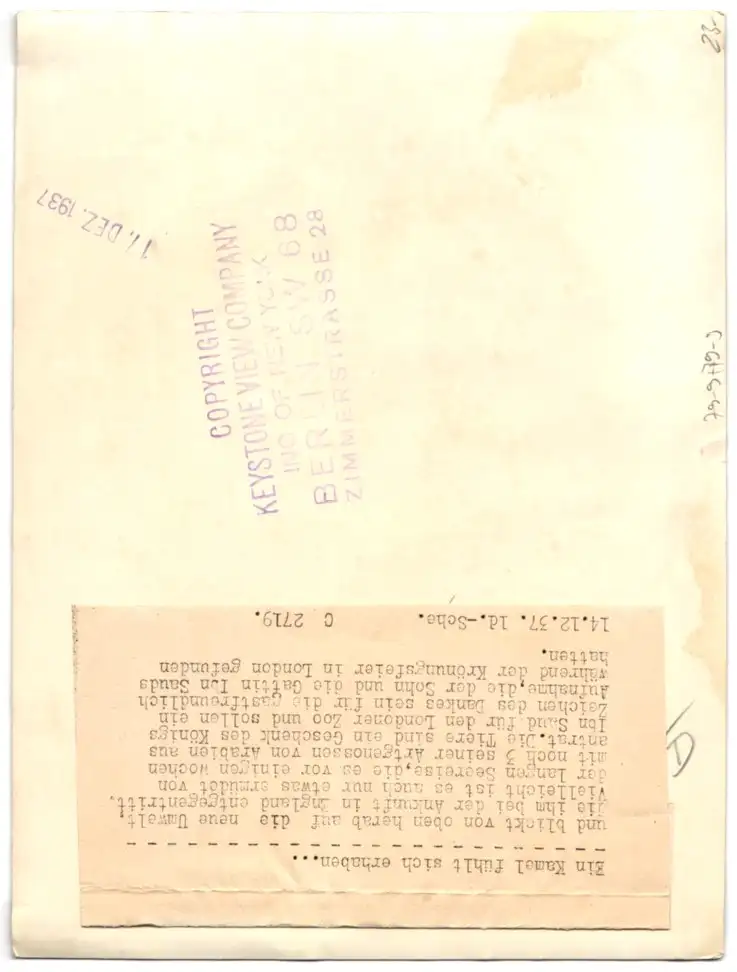 23-
14. DEZ. 1937
COPYRIGHT
KEYSTONE VIEW COMPANY
INC OF NEW YORK
BERLIN SW 68
ZIMMERSTRASSE 28
Ein Kamel fühlt sich erhaben...
und blickt von oben herab auf die neue Umwelt,
die ihm bei der Ankunft in England entgegentritt.
Vielleicht ist es auch nur etwas ermüdet von
der langen Seereise, die es vor einigen Wochen
mit noch 3 seiner Artgenossen von Arabien aus
antrat. Die Tiere sind ein Geschenk des Königs
Ibn Saud für den Londoner Zoo und sollen ein
Zeichen des Dankes sein für die gastfreundlich
Aufnahme, die der Sohn und die Gattin Ibn Sauds
während der Krönungsfeier in London gefunden
hatten.
14.12.37. 1d.-Sche. C 2719.